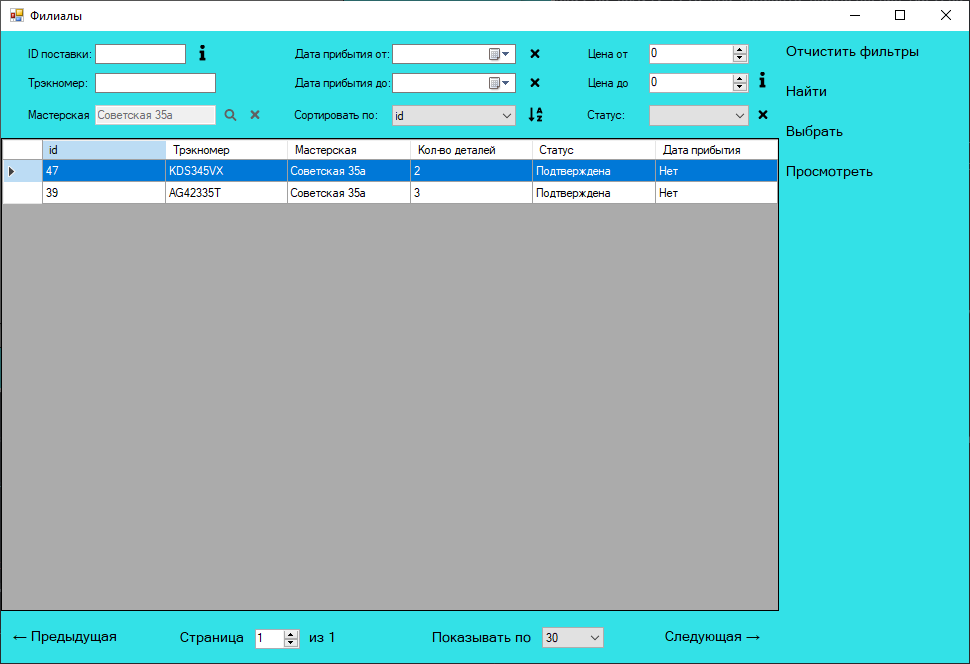 Филиалы
ID поставки: Дата прибытия от: Цена от 0 Отчистить фильтры
Трэкномер: Дата прибытия до: Цена до 0
Найти
Мастерская Советская 35а Сортировать по: id Статус:
Выбрать
id Трэкномер Мастерская Кол-во деталей Статус Дата прибытия
47 KDS345VX Советская 35а 2 Подтверждена Нет Просмотреть
39 AG42335T Советская 35а 3 Подтверждена Нет
← Предыдущая Страница 1 из 1 Показывать по 30 Следующая →